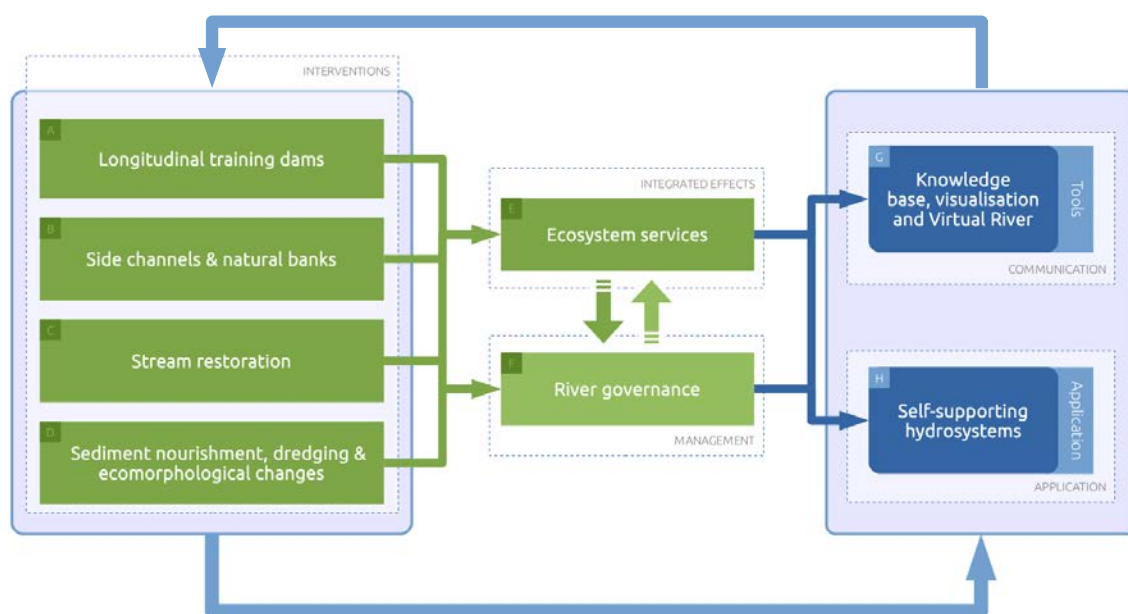 INTERVENTIONS
A
Longitudinal training dams
B
Side channels & natural banks
C
Stream restoration
D
Sediment nourishment, dredging &
ecomorphological changes
INTEGRATED EFFECTS
E
Ecosystem services
F
River governance
MANAGEMENT
G
Knowledge
base, visualisation
and Virtual River
Tools
COMMUNICATION
H
Self-supporting
hydrosystems
Application
APPLICATION